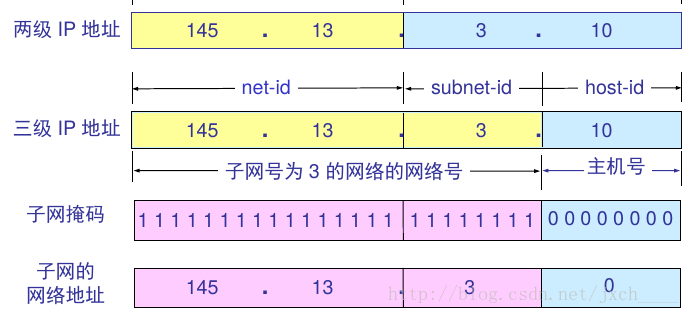 两级 IP 地址 145 . 13 . 3 . 10
net-id subnet-id host-id
三级 IP 地址 145 . 13 . 3 . 10
子网号为 3 的网络的网络号 主机号
子网掩码 1 1 1 1 1 1 1 1 1 1 1 1 1 1 1 1 1 1 1 1 1 1 1 1 0 0 0 0 0 0 0 0
子网的
网络地址 145 . 13 . 3 . 0
http://blog.csdn.net/jxch____